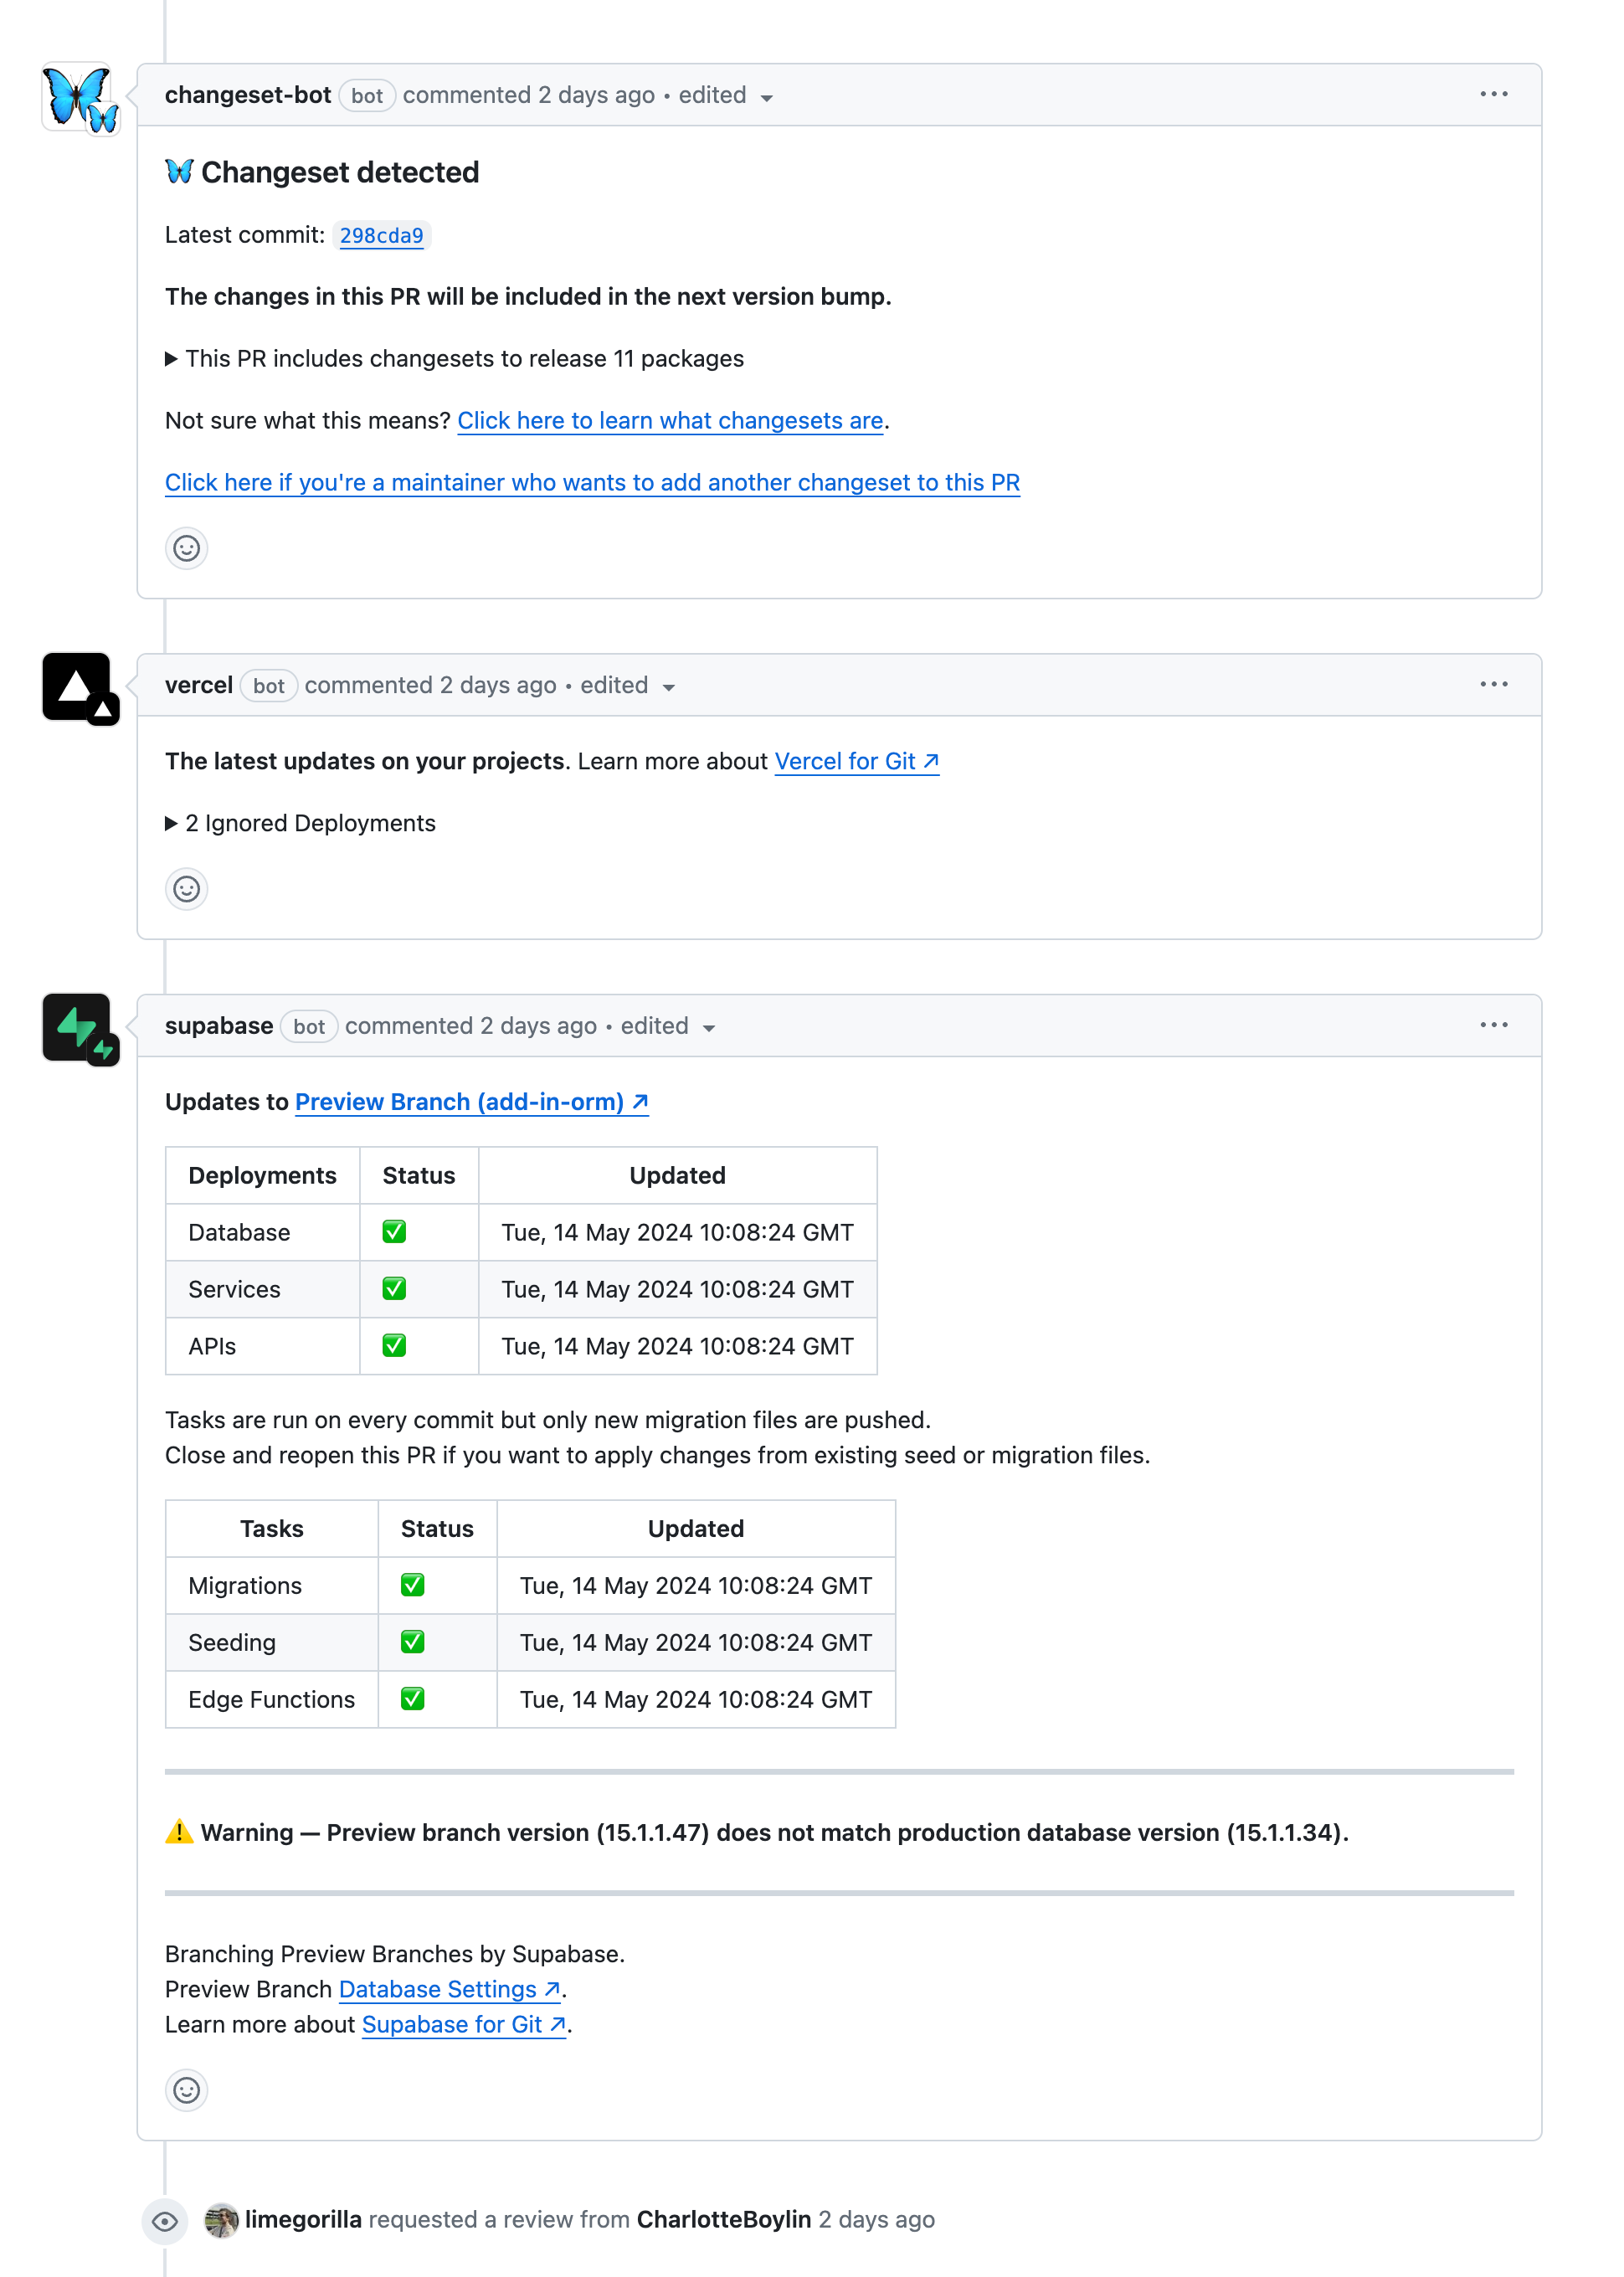 changeset-bot bot commented 2 days ago • edited
🦋 Changeset detected
Latest commit: 298cda9
The changes in this PR will be included in the next version bump.
▶ This PR includes changesets to release 11 packages
Not sure what this means? Click here to learn what changesets are.
Click here if you're a maintainer who wants to add another changeset to this PR
vercel bot commented 2 days ago • edited
The latest updates on your projects. Learn more about Vercel for Git ↗
▶ 2 Ignored Deployments
supabase bot commented 2 days ago • edited
Updates to Preview Branch (add-in-orm) ↗
Deployments Status Updated
Database ✅ Tue, 14 May 2024 10:08:24 GMT
Services ✅ Tue, 14 May 2024 10:08:24 GMT
APIs ✅ Tue, 14 May 2024 10:08:24 GMT
Tasks are run on every commit but only new migration files are pushed.
Close and reopen this PR if you want to apply changes from existing seed or migration files.
Tasks Status Updated
Migrations ✅ Tue, 14 May 2024 10:08:24 GMT
Seeding ✅ Tue, 14 May 2024 10:08:24 GMT
Edge Functions ✅ Tue, 14 May 2024 10:08:24 GMT
⚠️ Warning — Preview branch version (15.1.1.47) does not match production database version (15.1.1.34).
Branching Preview Branches by Supabase.
Preview Branch Database Settings ↗.
Learn more about Supabase for Git ↗.
limegorilla requested a review from CharlotteBoylin 2 days ago